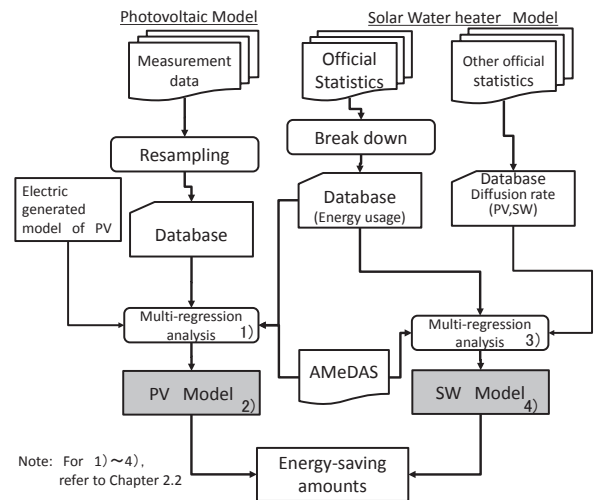 Photovoltaic Model
Solar Water heater Model
Measurement
data
Official
Statistics
Other official
statistics
Resampling
Break down
Electric
generated
model of PV
Database
Database
(Energy usage)
Database
Diffusion rate
(PV,SW)
Multi-regression
analysis 1)
Multi-regression
analysis 3)
AMeDAS
PV Model
2)
SW Model
4)
Note: For 1)～4),
refer to Chapter 2.2
Energy-saving
amounts